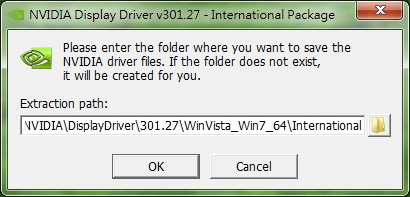 NVIDIA Display Driver v301.27 - International Package
Please enter the folder where you want to save the
NVIDIA driver files. If the folder does not exist,
it will be created for you.
Extraction path:
NVIDIA\DisplayDriver\301.27\WinVista_Win7_64\International
OK
Cancel